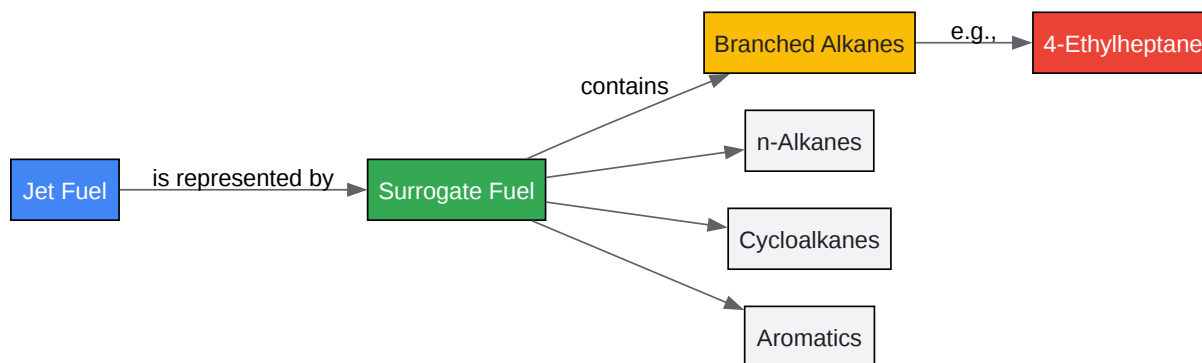 Jet Fuel
is represented by
Surrogate Fuel
contains
Branched Alkanes
e.g.,
4-Ethylheptane
n-Alkanes
Cycloalkanes
Aromatics